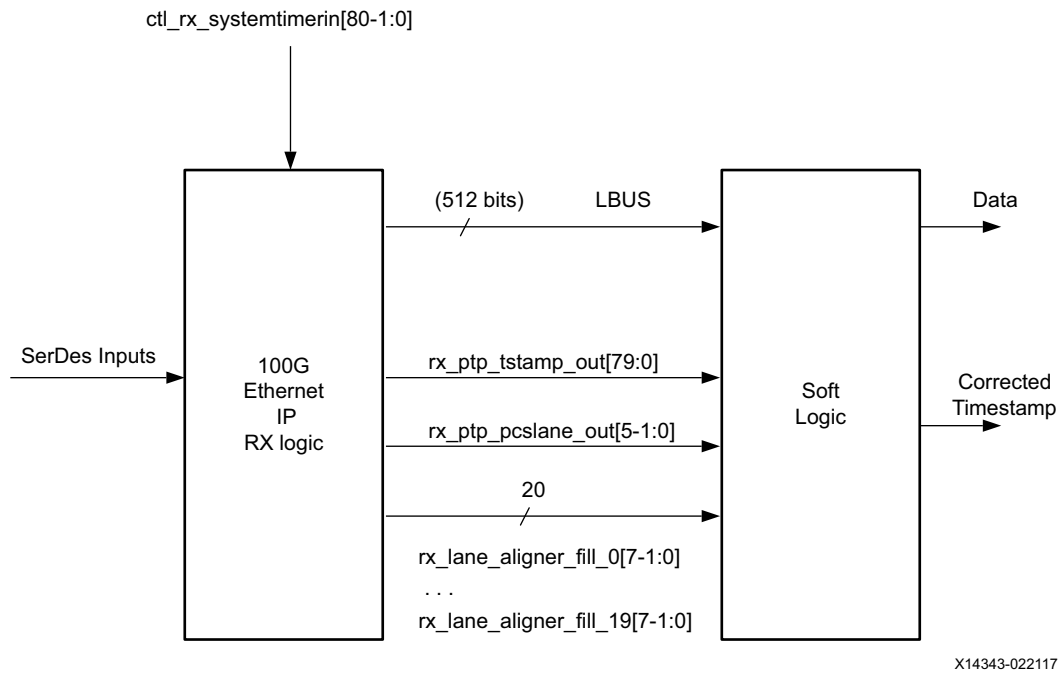 ctl_rx_systemtimerin[80-1:0]
(512 bits) LBUS
Data
SerDes Inputs
100G
Ethernet
IP
RX logic
rx_ptp_tstamp_out[79:0]
rx_ptp_pcslane_out[5-1:0]
Soft
Logic
Corrected
Timestamp
20
rx_lane_aligner_fill_0[7-1:0]
. . .
rx_lane_aligner_fill_19[7-1:0]
X14343-022117